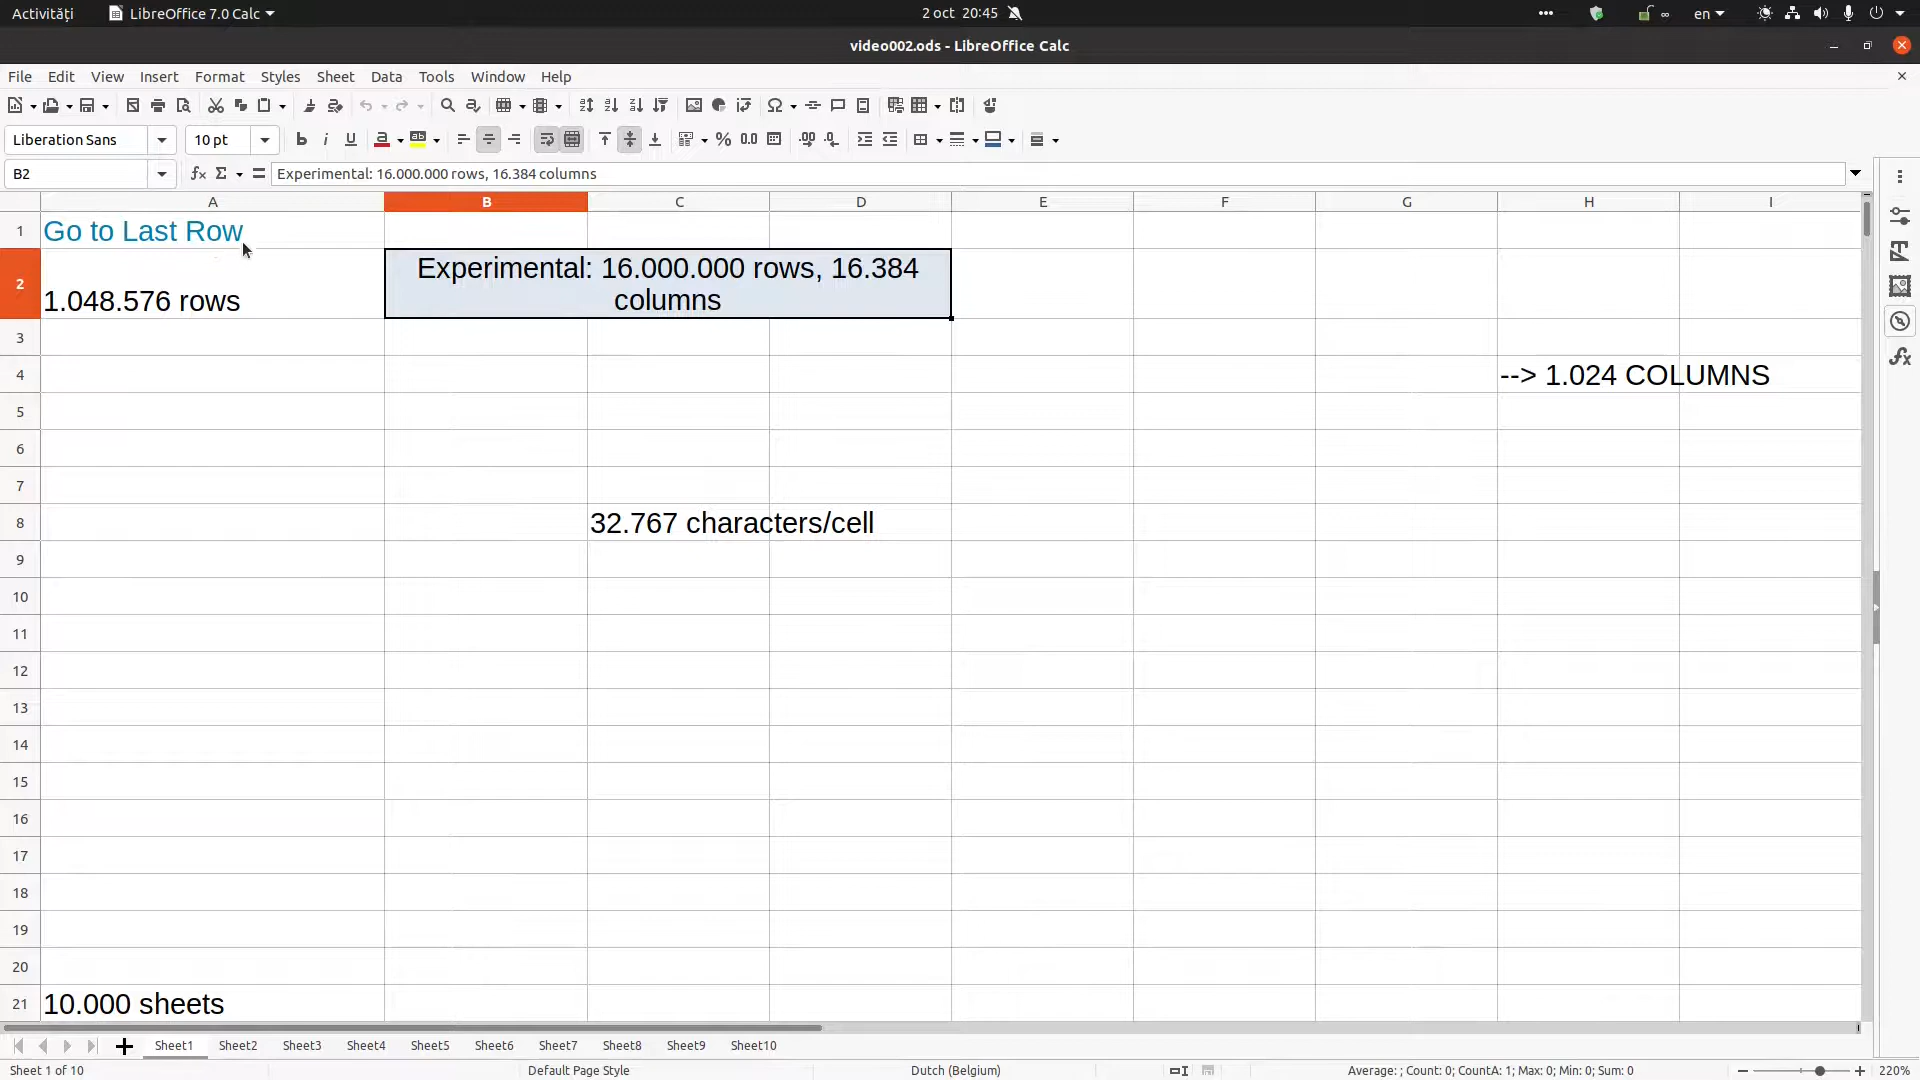 Activități LibreOffice 7.0 Calc 2 oct 20:45 en
video002.ods - LibreOffice Calc
File Edit View Insert Format Styles Sheet Data Tools Window Help
Liberation Sans 10 pt
B2 Experimental: 16.000.000 rows, 16.384 columns
A B C D E F G H I
1 Go to Last Row
2 1.048.576 rows Experimental: 16.000.000 rows, 16.384
columns
3
4 --> 1.024 COLUMNS
5
6
7
8 32.767 characters/cell
9
10
11
12
13
14
15
16
17
18
19
20
21 10.000 sheets
Sheet1 Sheet2 Sheet3 Sheet4 Sheet5 Sheet6 Sheet7 Sheet8 Sheet9 Sheet10
Sheet 1 of 10 Default Page Style Dutch (Belgium) Average: ; Count: 0; CountA: 1; Max: 0; Min: 0; Sum: 0 220%